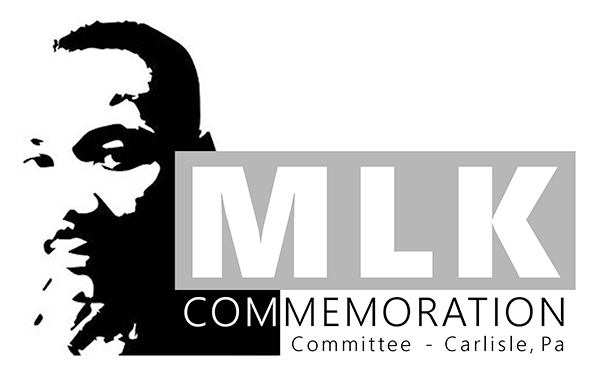 MLK
COMMEMORATION
Committee - Carlisle, Pa